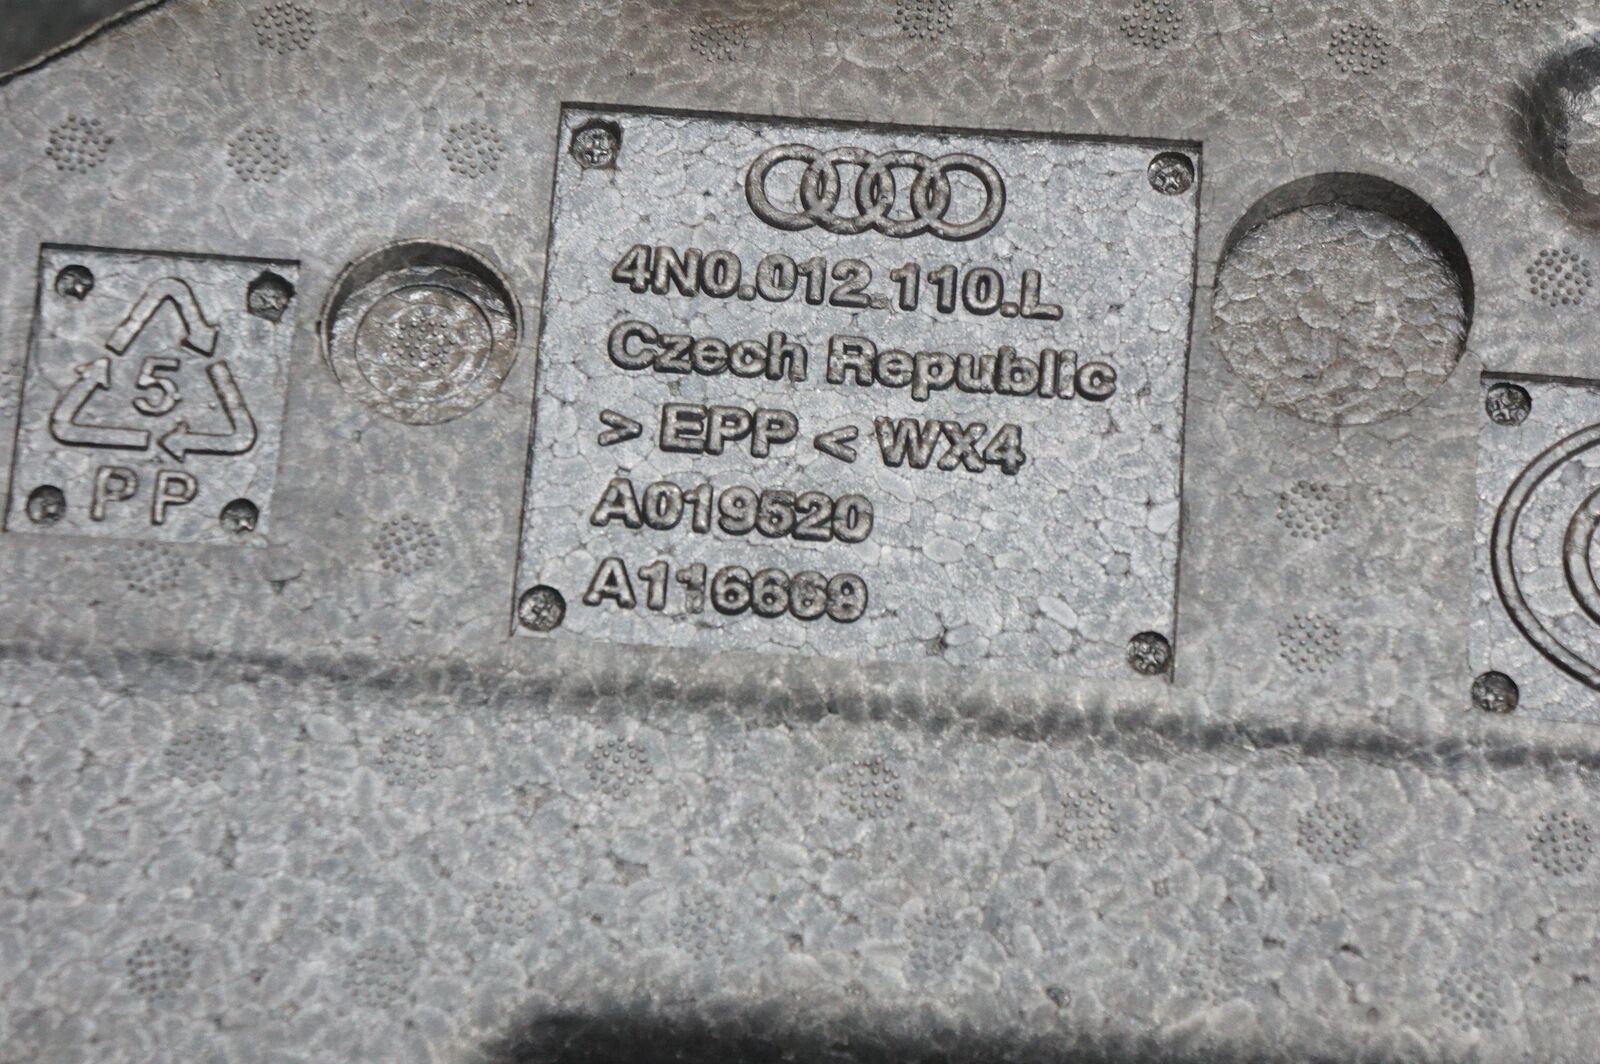 4N0.012.110.L
Czech Republic
> EPP < WX4
A019520
A116669
5
PP